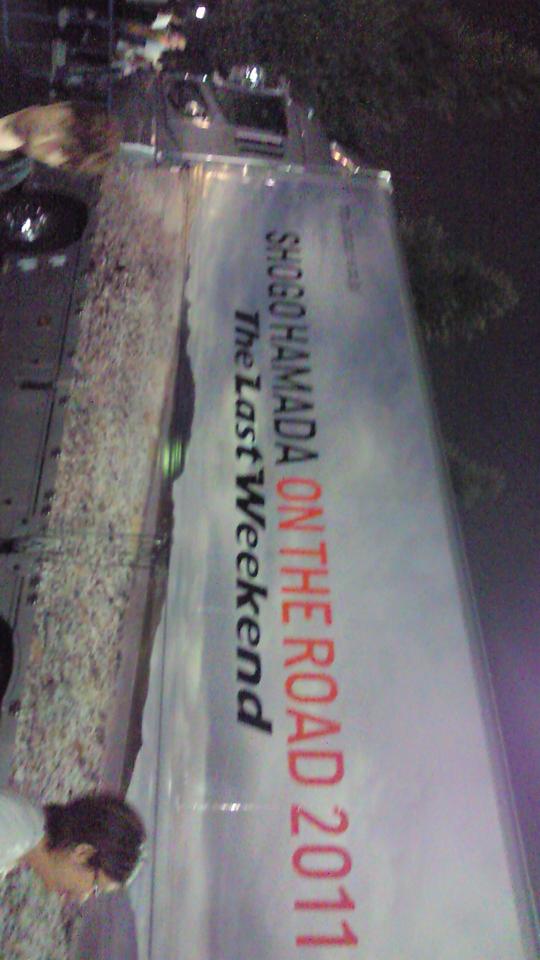 SHOGO HAMADA ON THE ROAD 2011
The Last Weekend